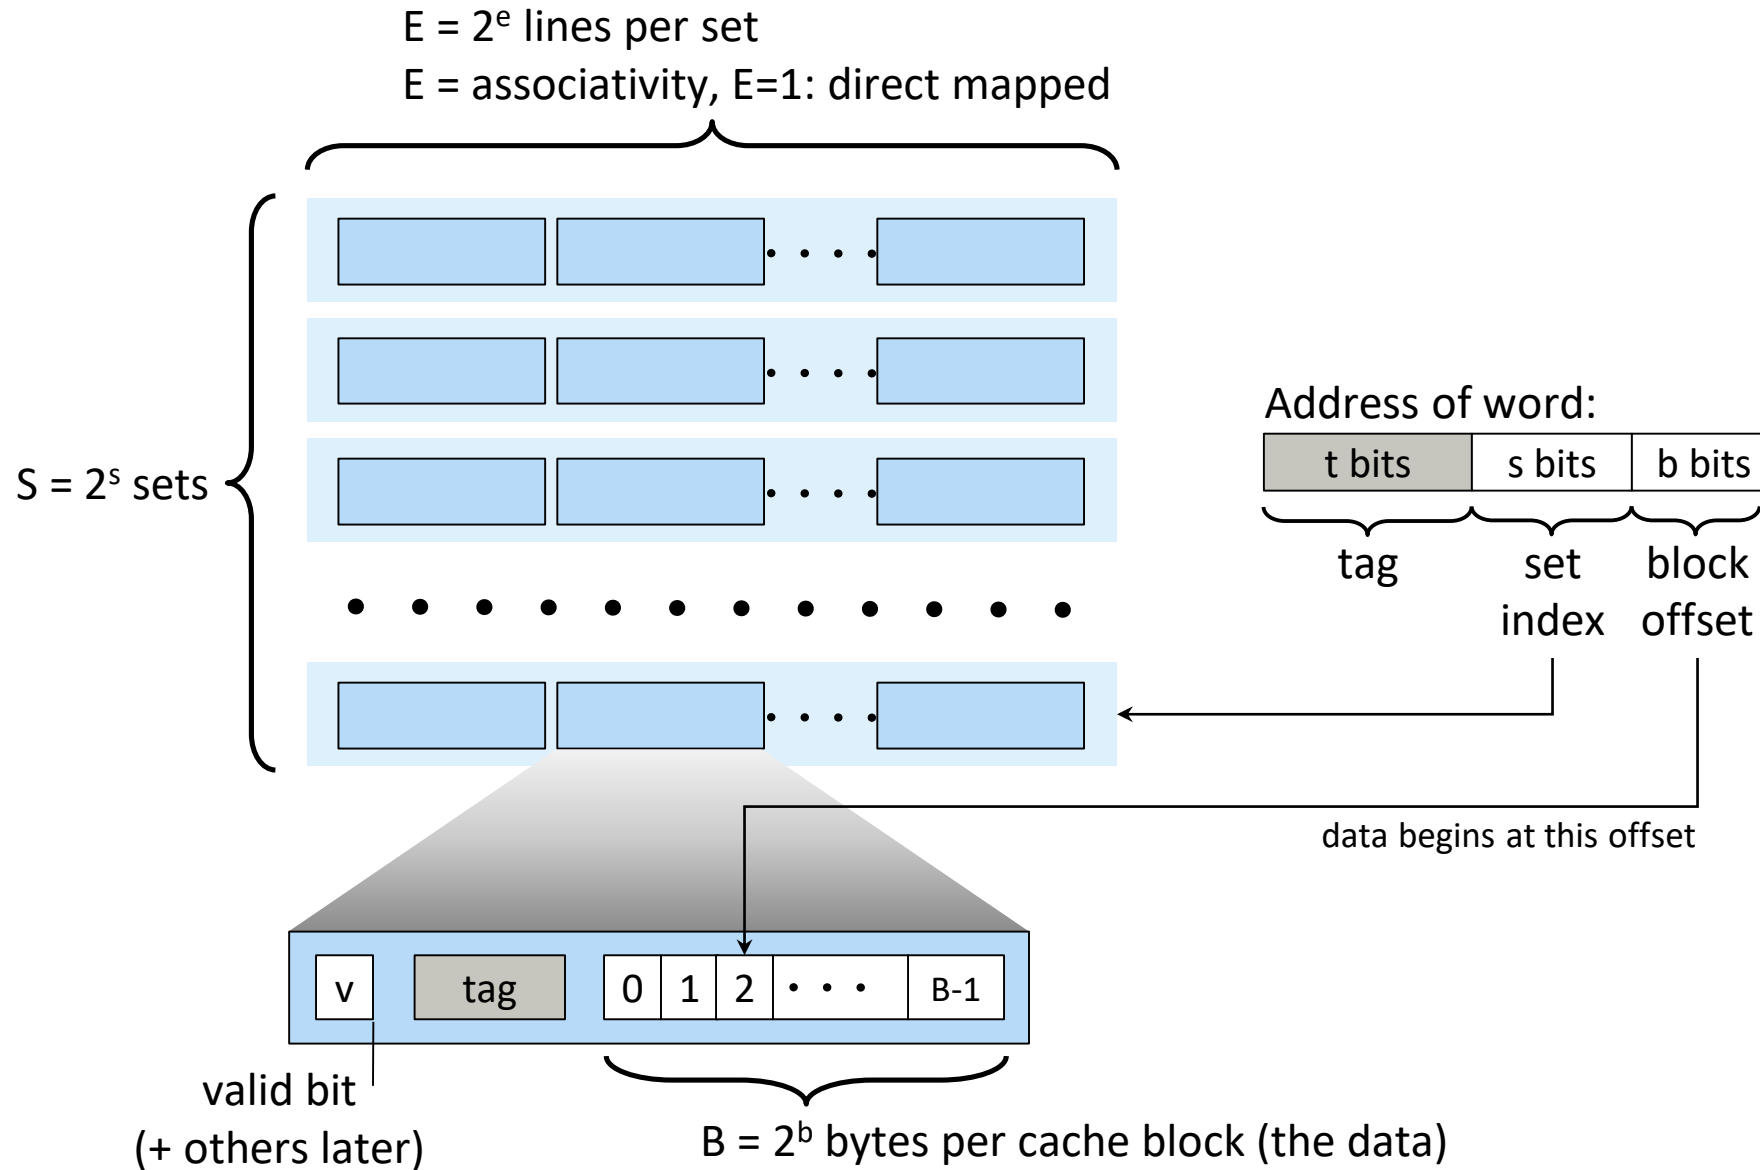 E = 2ᵉ lines per set
E = associativity, E=1: direct mapped
S = 2ˢ sets
Address of word:
t bits s bits b bits
tag set block
index offset
data begins at this offset
v tag 0 1 2 • • • B-1
valid bit
(+ others later)
B = 2ᵇ bytes per cache block (the data)